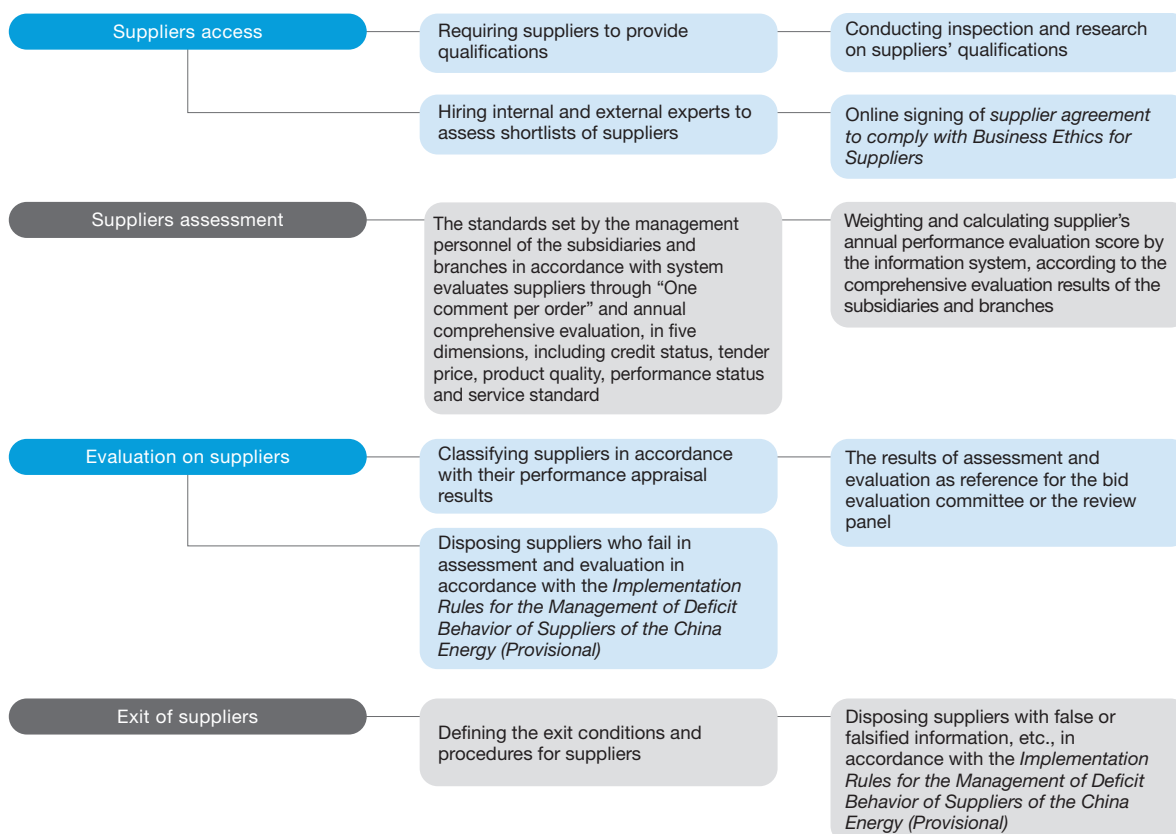 Suppliers access
Requiring suppliers to provide
qualifications
Conducting inspection and research
on suppliers’ qualifications
Hiring internal and external experts to
assess shortlists of suppliers
Online signing of supplier agreement
to comply with Business Ethics for
Suppliers
Suppliers assessment
The standards set by the management
personnel of the subsidiaries and
branches in accordance with system
evaluates suppliers through “One
comment per order” and annual
comprehensive evaluation, in five
dimensions, including credit status, tender
price, product quality, performance status
and service standard
Weighting and calculating supplier’s
annual performance evaluation score by
the information system, according to the
comprehensive evaluation results of the
subsidiaries and branches
Evaluation on suppliers
Classifying suppliers in accordance
with their performance appraisal
results
The results of assessment and
evaluation as reference for the bid
evaluation committee or the review
panel
Disposing suppliers who fail in
assessment and evaluation in
accordance with the Implementation
Rules for the Management of Deficit
Behavior of Suppliers of the China
Energy (Provisional)
Exit of suppliers
Defining the exit conditions and
procedures for suppliers
Disposing suppliers with false or
falsified information, etc., in
accordance with the Implementation
Rules for the Management of Deficit
Behavior of Suppliers of the China
Energy (Provisional)